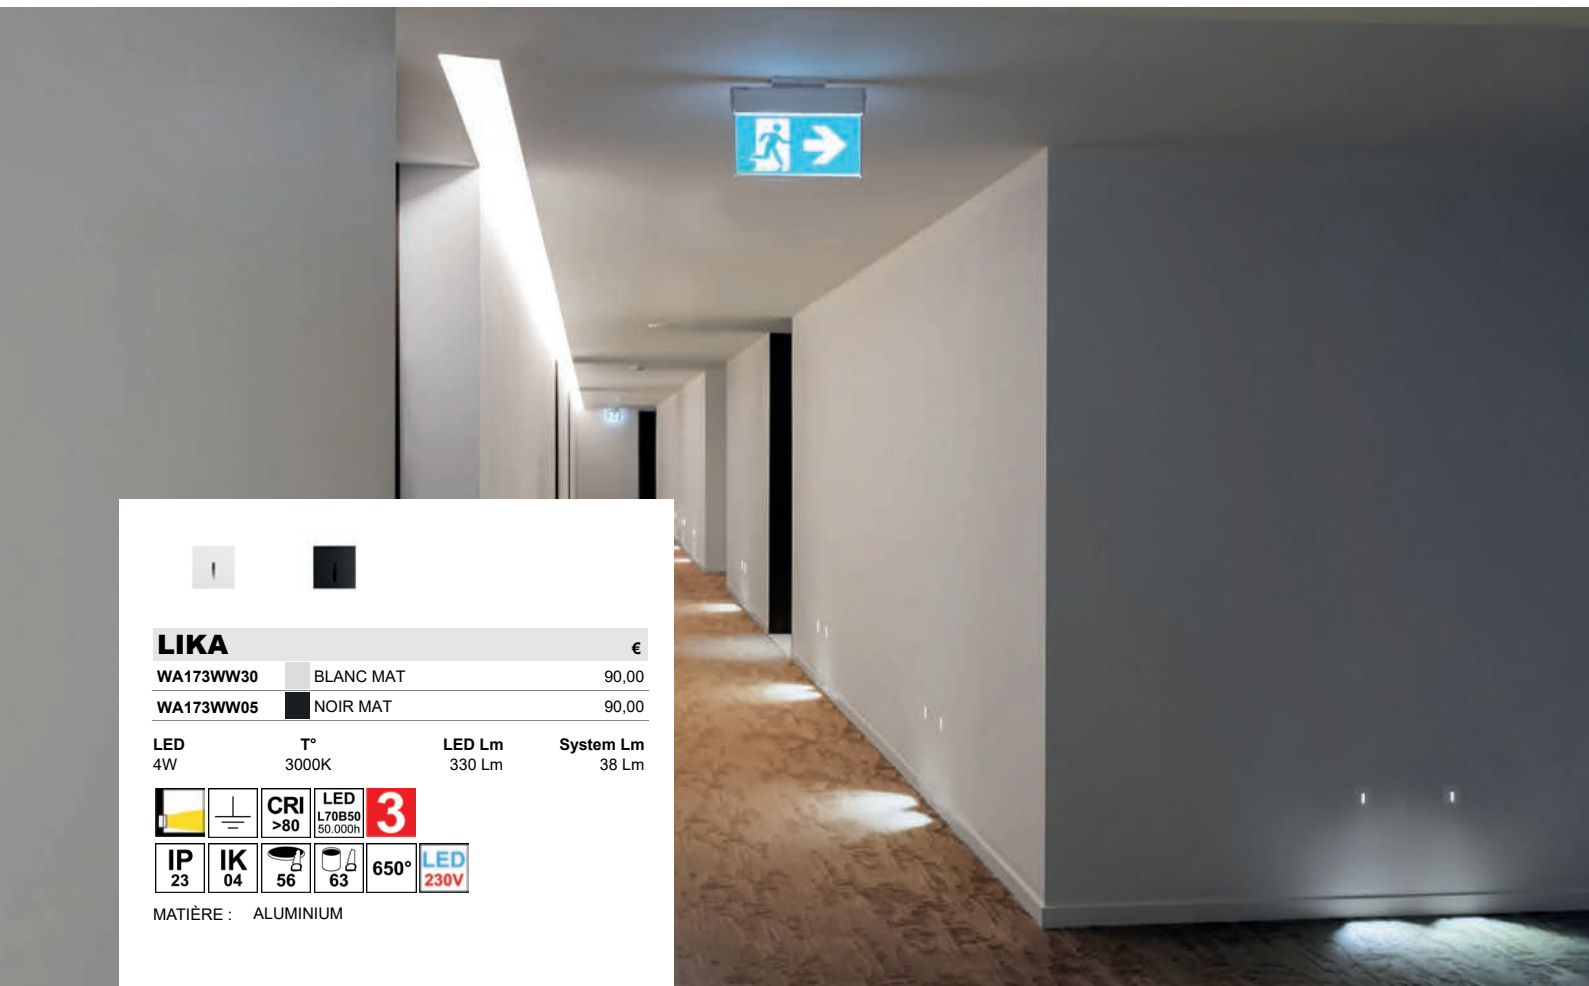 LIKA €
WA173WW30 BLANC MAT 90,00
WA173WW05 NOIR MAT 90,00
LED T° LED Lm System Lm
4W 3000K 330 Lm 38 Lm
CRI >80 LED L70B50 50.000h 3
IP 23 IK 04 56 63 650° LED 230V
MATIÈRE : ALUMINIUM